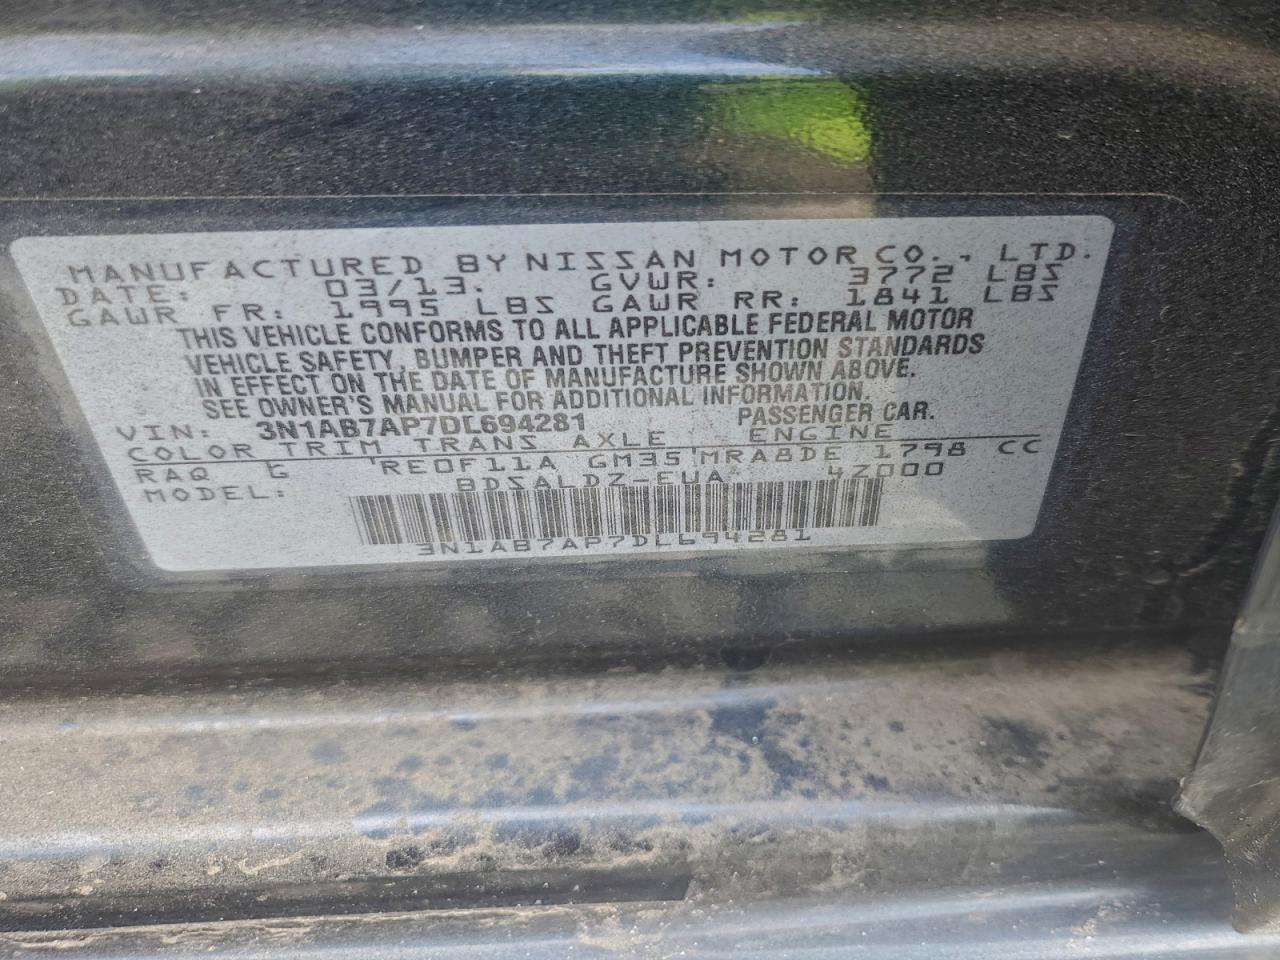 MANUFACTURED BY NISSAN MOTOR CO., LTD.
DATE: 03/13. GVWR: 3772 LBS
GAWR FR: 1995 LBS GAWR RR: 1841 LBS
THIS VEHICLE CONFORMS TO ALL APPLICABLE FEDERAL MOTOR
VEHICLE SAFETY, BUMPER AND THEFT PREVENTION STANDARDS
IN EFFECT ON THE DATE OF MANUFACTURE SHOWN ABOVE.
SEE OWNER'S MANUAL FOR ADDITIONAL INFORMATION.
VIN: 3N1AB7AP7DL694281 PASSENGER CAR.
COLOR TRIM TRANS AXLE ENGINE
RAQ G RE0F11A GM35 MRA8DE 1798 CC
MODEL: BDSALDZ-EUA 4Z000
3N1AB7AP7DL694281